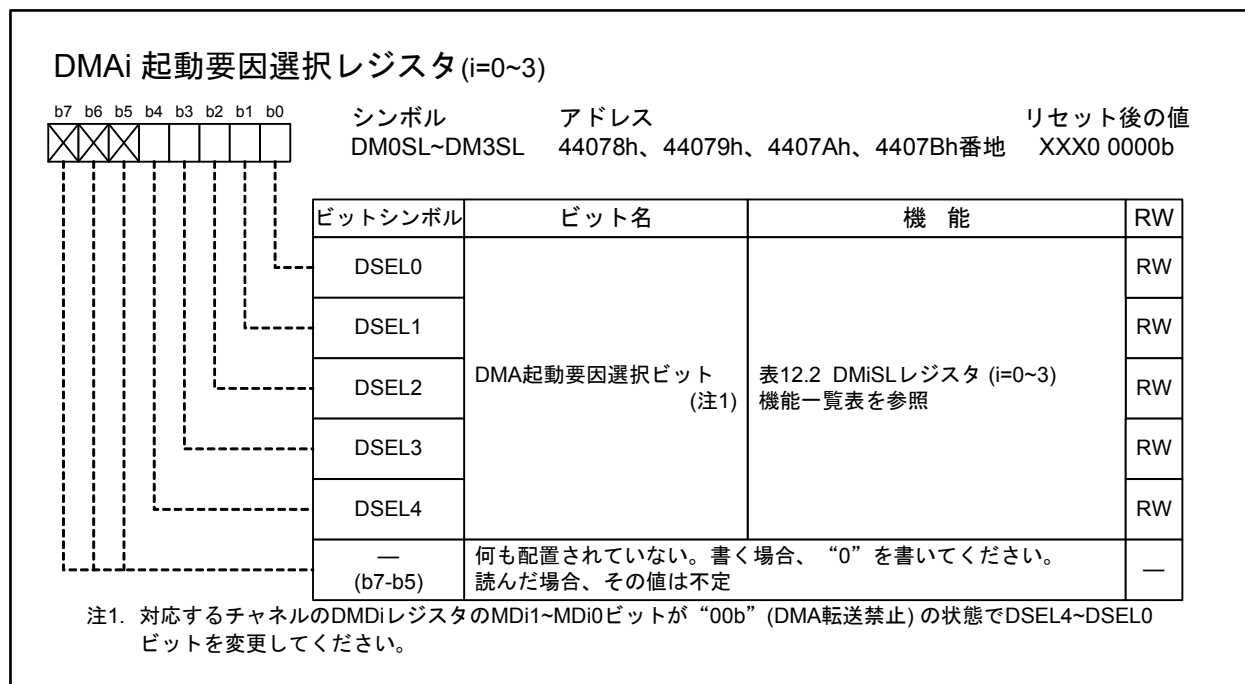 DMAi 起動要因選択レジスタ(i=0~3)
b7 b6 b5 b4 b3 b2 b1 b0
シンボル アドレス リセット後の値
DM0SL~DM3SL 44078h、44079h、4407Ah、4407Bh番地 XXX0 0000b
ビットシンボル ビット名 機 能 RW
DSEL0 RW
DSEL1 RW
DSEL2 RW
DMA起動要因選択ビット
(注1)
表12.2 DMiSLレジスタ (i=0~3)
機能一覧表を参照
DSEL3 RW
DSEL4 RW
—
(b7-b5)
何も配置されていない。書く場合、“0”を書いてください。
読んだ場合、その値は不定
—
注1. 対応するチャネルのDMDiレジスタのMDi1~MDi0ビットが“00b”(DMA転送禁止) の状態でDSEL4~DSEL0
ビットを変更してください。